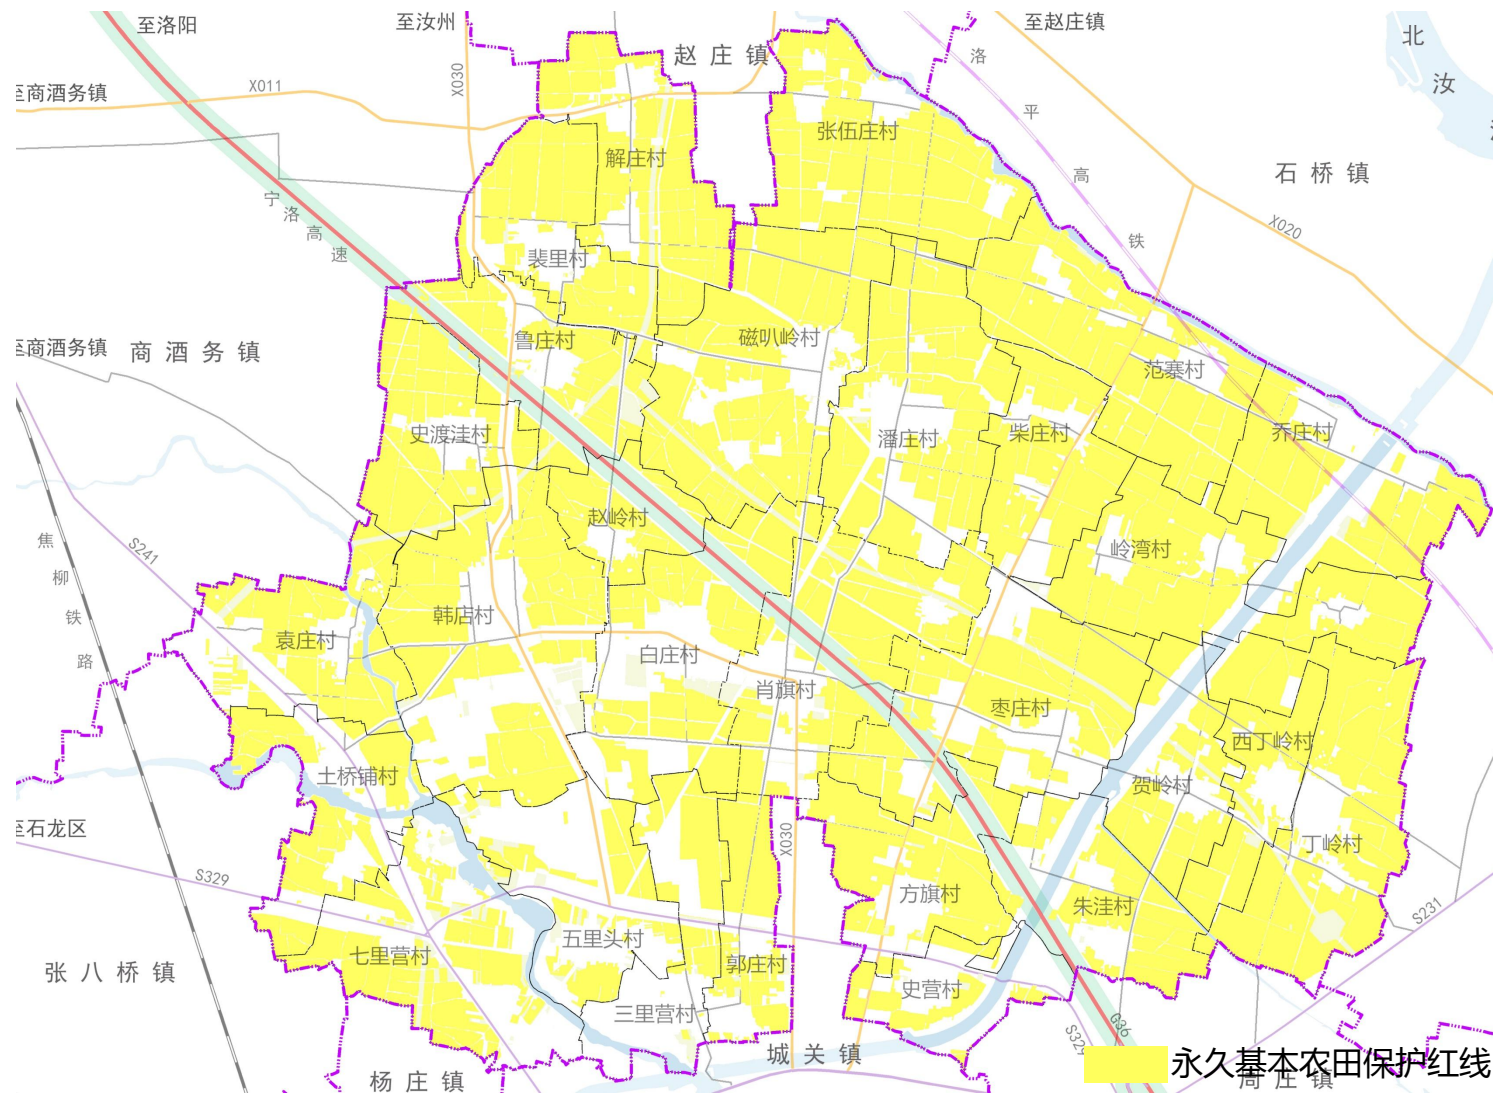 至洛阳
至汝州
赵庄镇
至赵庄镇
北
汝
洛平高铁
至商酒务镇
X011
X030
张伍庄村
解庄村
石桥镇
X020
宁洛高速
裴里村
至商酒务镇
商酒务镇
鲁庄村
磁叭岭村
范寨村
史渡洼村
潘庄村
柴庄村
乔庄村
赵岭村
岭湾村
焦柳铁路
S241
韩店村
袁庄村
白庄村
肖旗村
枣庄村
西丁岭村
土桥铺村
贺岭村
至石龙区
X030
丁岭村
S329
方旗村
朱洼村
S231
五里头村
七里营村
郭庄村
张八桥镇
史营村
三里营村
G36
S329
城关镇
杨庄镇
周庄镇
永久基本农田保护红线